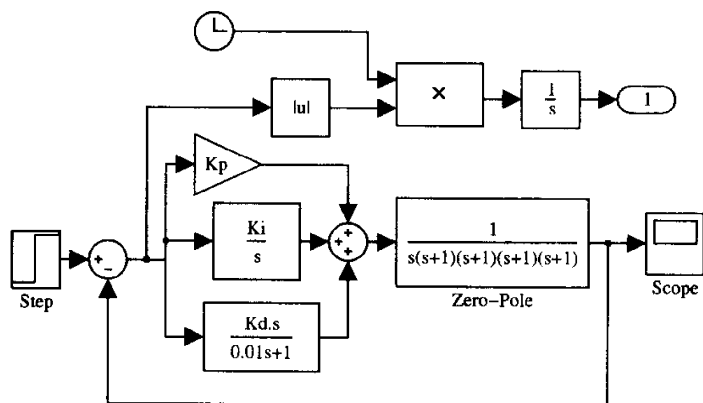 |u|
×
1
s
1
Kp
Ki
s
+
+
+
+
−
1
s(s+1)(s+1)(s+1)(s+1)
Zero−Pole
Step
Scope
Kd.s
0.01s+1